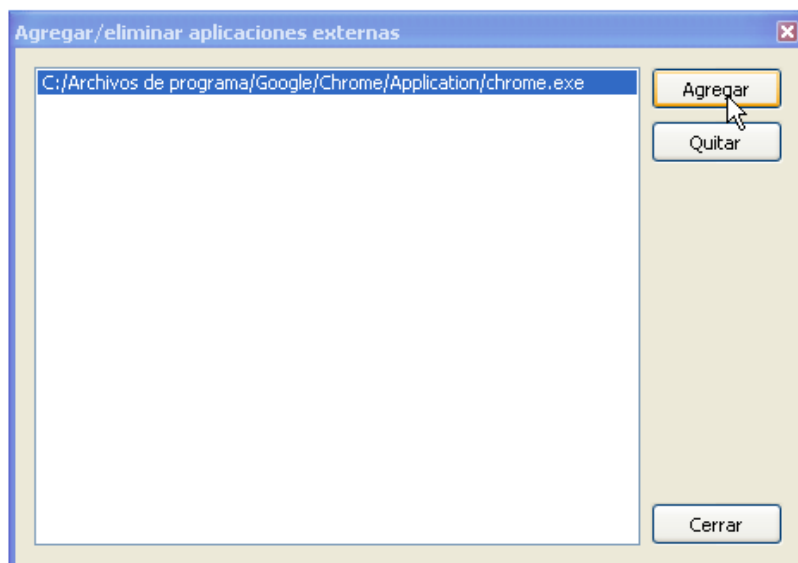 Agregar/eliminar aplicaciones externas
C:/Archivos de programa/Google/Chrome/Application/chrome.exe
Agregar
Quitar
Cerrar